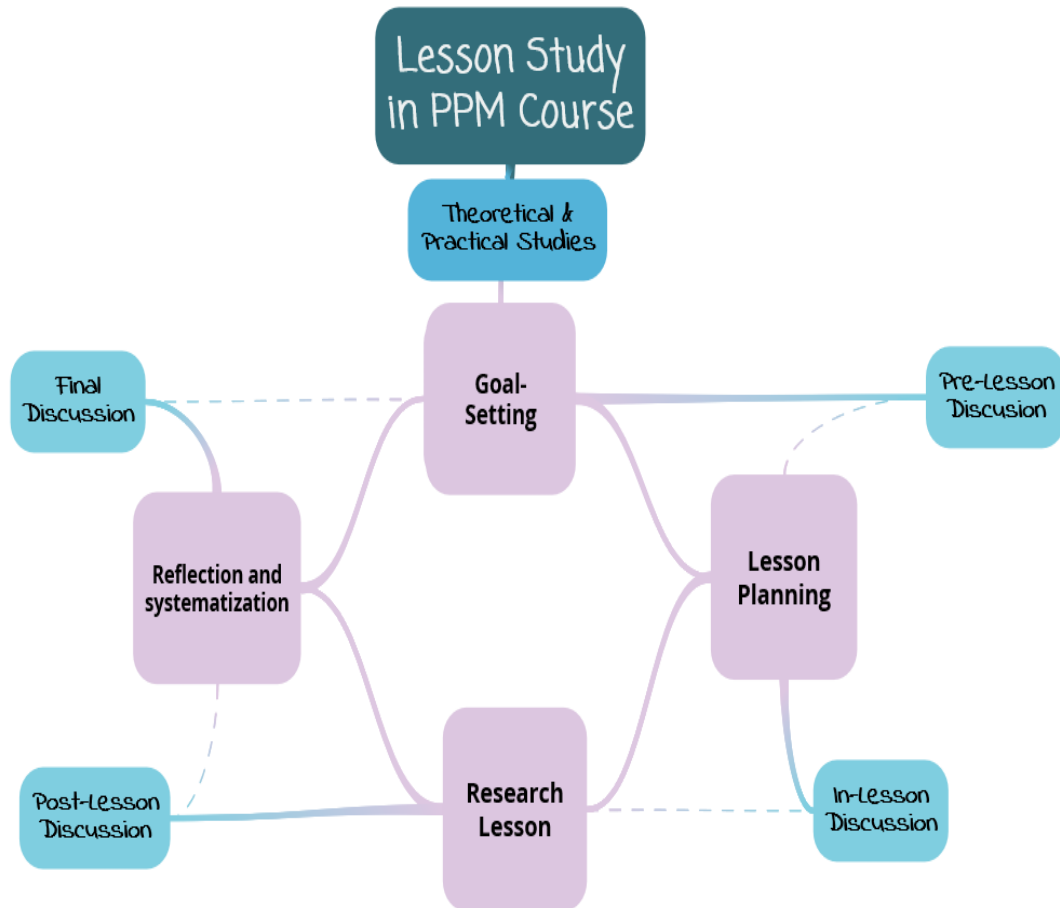 Lesson Study
in PPM Course
Theoretical &
Practical Studies
Goal-
Setting
Final
Discussion
Pre-Lesson
Discusion
Reflection and
systematization
Lesson
Planning
Post-Lesson
Discussion
Research
Lesson
In-Lesson
Discussion